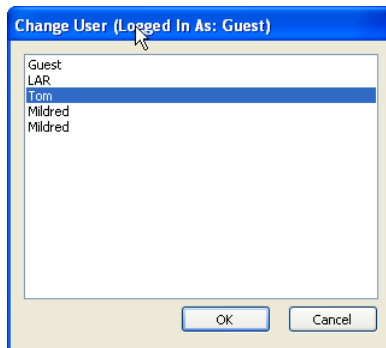 Change User (Logged In As: Guest)
Guest
LAR
Tom
Mildred
Mildred
OK Cancel